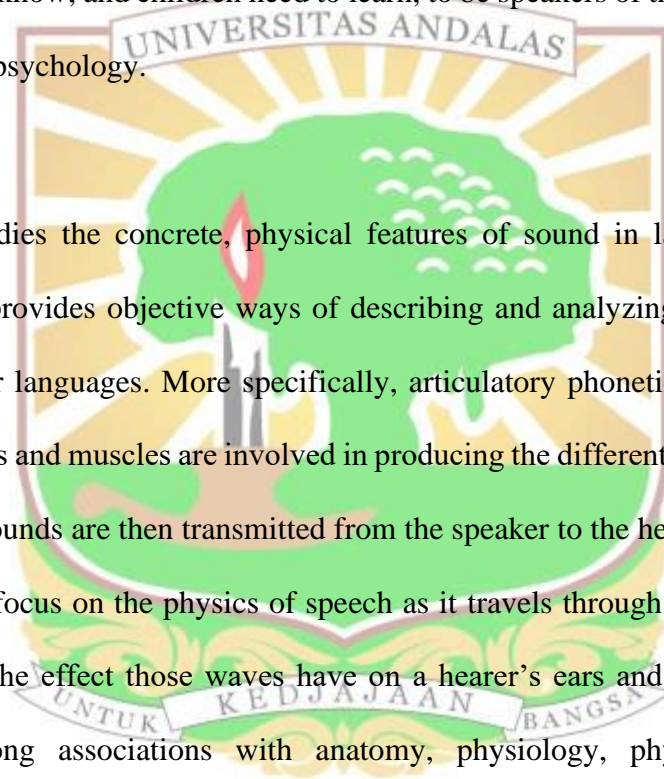 know, and children need to learn, to be speakers of t
UNIVERSITAS ANDALAS
psychology.
dies the concrete, physical features of sound in l
provides objective ways of describing and analyzing
r languages. More specifically, articulatory phoneti
s and muscles are involved in producing the different
ounds are then transmitted from the speaker to the he
focus on the physics of speech as it travels through
he effect those waves have on a hearer’s ears and
UNTUK KEDJAJAAN BANGSA
ong associations with anatomy, physiology, phy